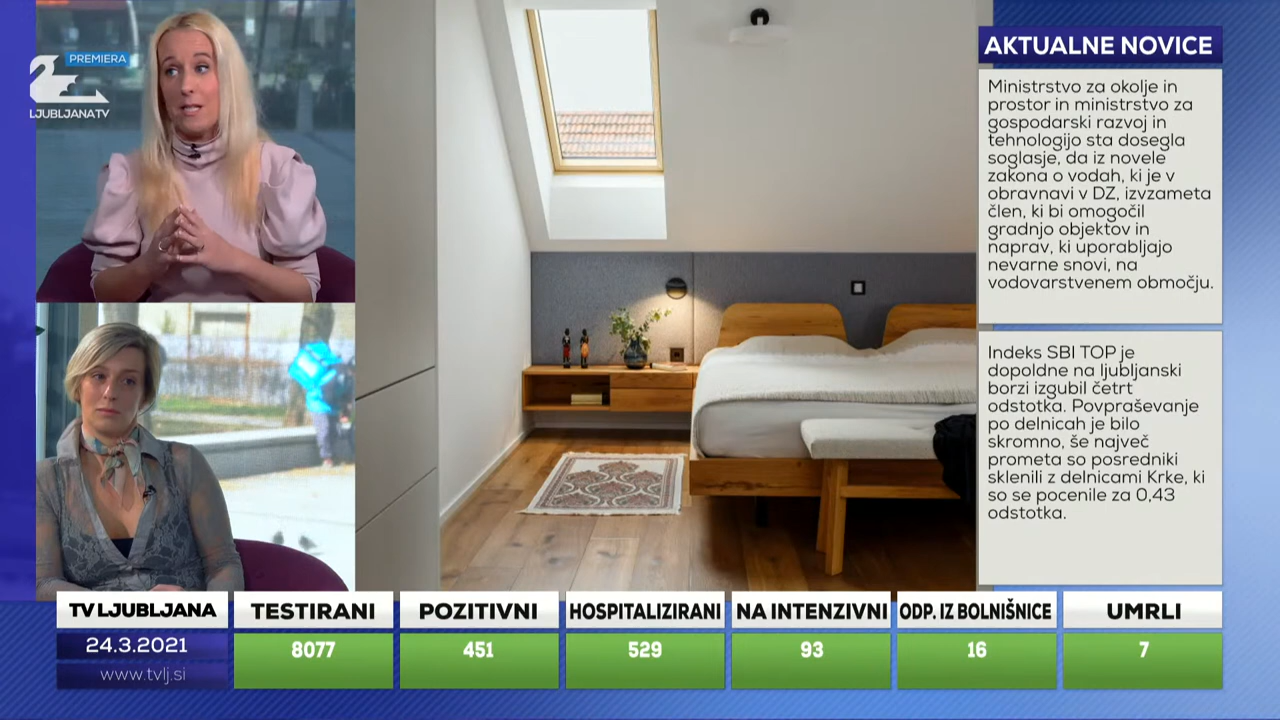 PREMIERA
LJUBLJANATV
AKTUALNE NOVICE
Ministrstvo za okolje in
prostor in ministrstvo za
gospodarski razvoj in
tehnologijo sta dosegla
soglasje, da iz novele
zakona o vodah, ki je v
obravnavi v DZ, izvzameta
člen, ki bi omogočil
gradnjo objektov in
naprav, ki uporabljajo
nevarne snovi, na
vodovarstvenem območju.
Indeks SBI TOP je
dopoldne na ljubljanski
borzi izgubil četrt
odstotka. Povpraševanje
po delnicah je bilo
skromno, še največ
prometa so posredniki
sklenili z delnicami Krke, ki
so se pocenile za 0,43
odstotka.
TV LJUBLJANA
24.3.2021
www.tvlj.si
TESTIRANI
8077
POZITIVNI
451
HOSPITALIZIRANI
529
NA INTENZIVNI
93
ODP. IZ BOLNIŠNICE
16
UMRLI
7